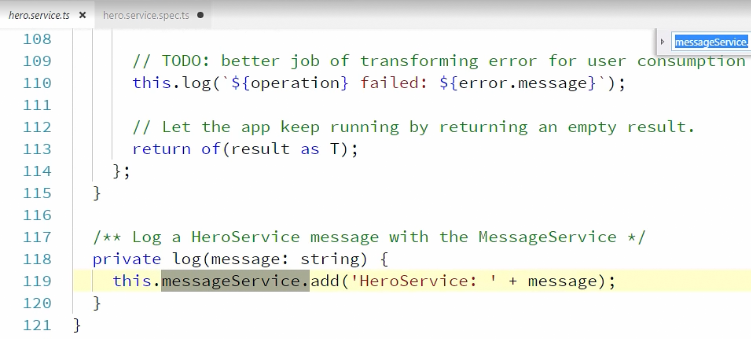 hero.service.ts × hero.service.spec.ts ●
messageService.
108
109 // TODO: better job of transforming error for user consumption
110 this.log(`${operation} failed: ${error.message}`);
111
112 // Let the app keep running by returning an empty result.
113 return of(result as T);
114 };
115 }
116
117 /** Log a HeroService message with the MessageService */
118 private log(message: string) {
119 this.messageService.add('HeroService: ' + message);
120 }
121 }